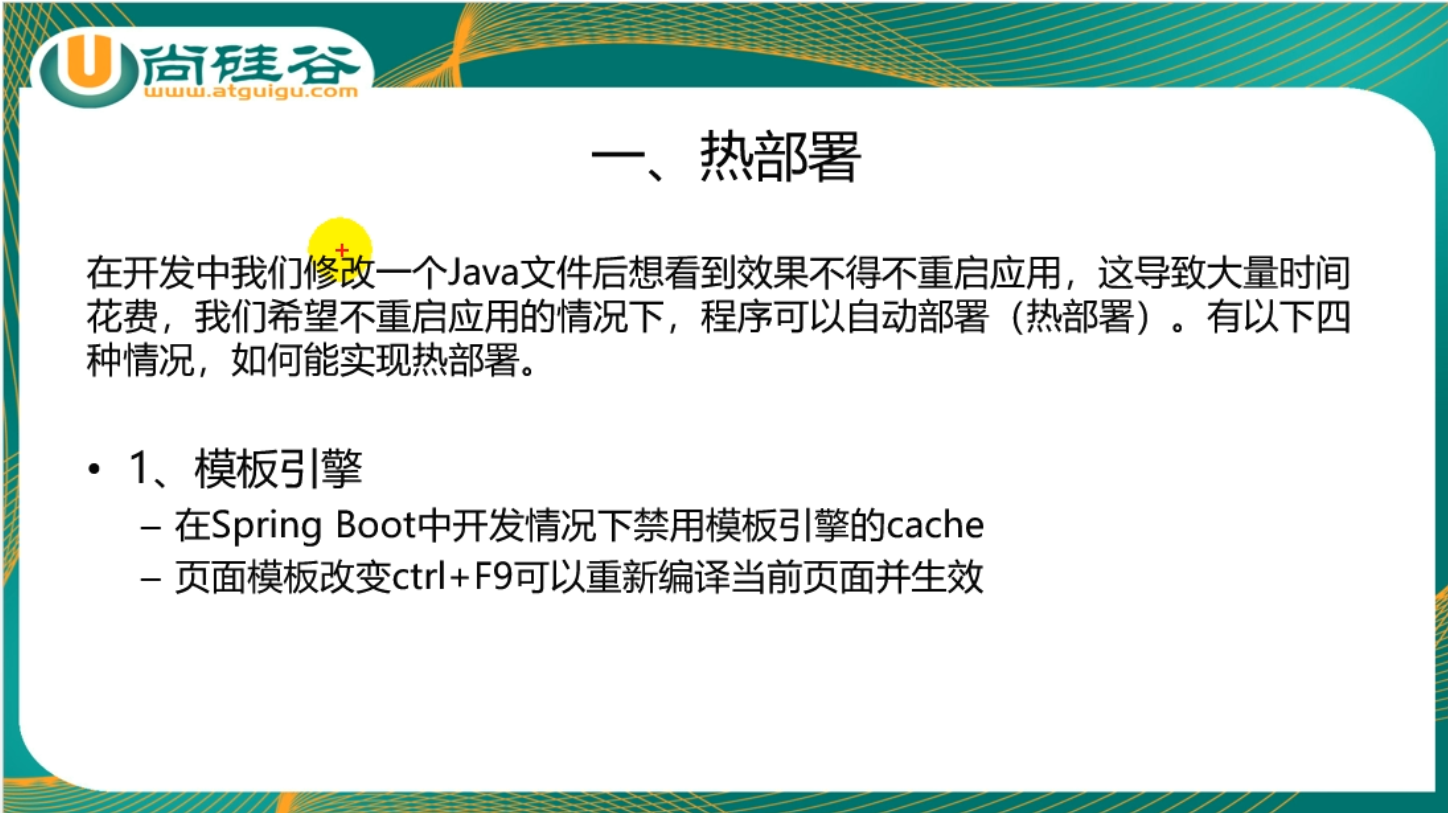 尚硅谷
www.atguigu.com
一、热部署
在开发中我们修改一个Java文件后想看到效果不得不重启应用，这导致大量时间
花费，我们希望不重启应用的情况下，程序可以自动部署（热部署）。有以下四
种情况，如何能实现热部署。
• 1、模板引擎
– 在Spring Boot中开发情况下禁用模板引擎的cache
– 页面模板改变ctrl+F9可以重新编译当前页面并生效